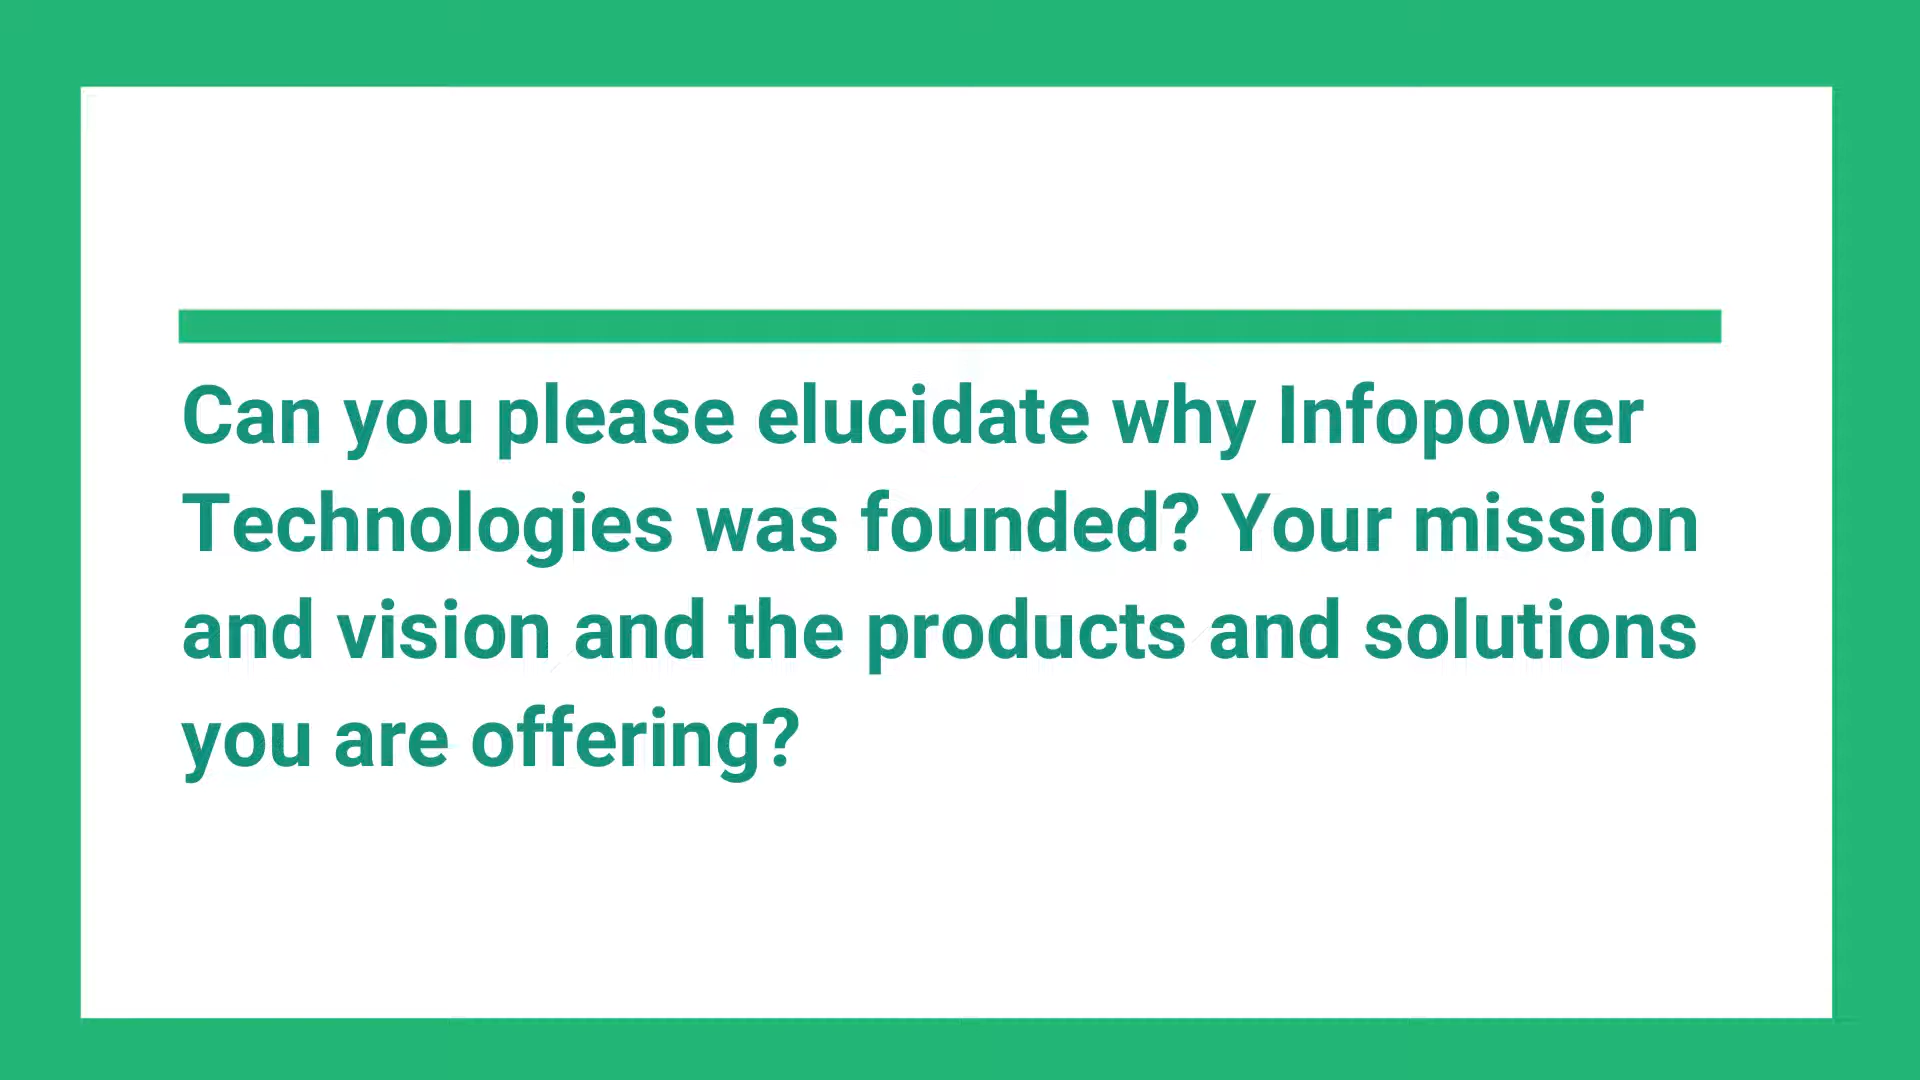 Can you please elucidate why Infopower
Technologies was founded? Your mission
and vision and the products and solutions
you are offering?